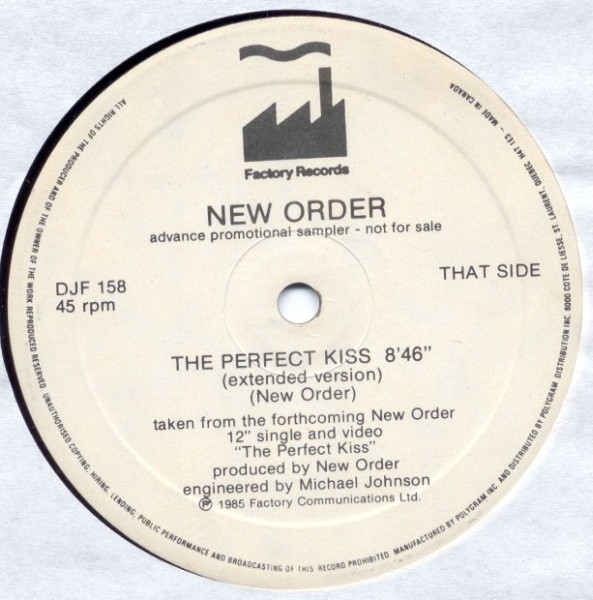 Factory Records
NEW ORDER
advance promotional sampler - not for sale
DJF 158
45 rpm
THAT SIDE
THE PERFECT KISS 8'46"
(extended version)
(New Order)
taken from the forthcoming New Order
12" single and video
"The Perfect Kiss"
produced by New Order
engineered by Michael Johnson
℗ 1985 Factory Communications Ltd.
ALL RIGHTS OF THE PRODUCER AND OF THE OWNER OF THE WORK REPRODUCED RESERVED. UNAUTHORISED COPYING, HIRING, LENDING, PUBLIC PERFORMANCE AND BROADCASTING OF THIS RECORD PROHIBITED. MANUFACTURED BY POLYGRAM INC. AND DISTRIBUTED BY POLYGRAM DISTRIBUTION INC. 6000 COTE DE LIESSE, ST. LAURENT, QUEBEC H4T 1E3 - MADE IN CANADA